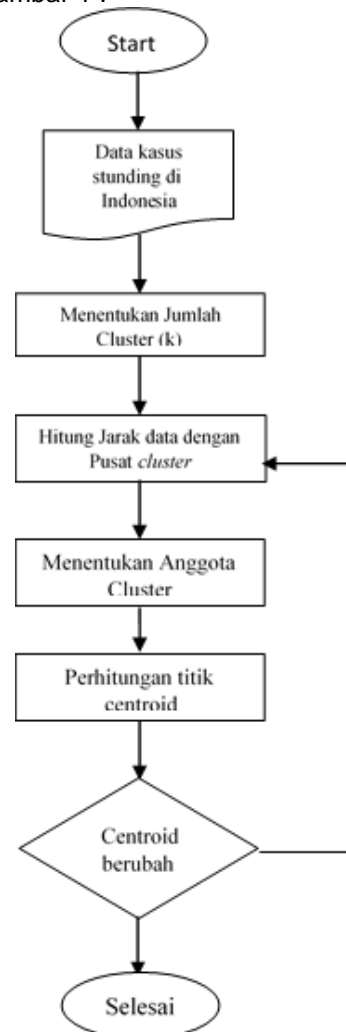 Start
Data kasus
stunding di
Indonesia
Menentukan Jumlah
Cluster (k)
Hitung Jarak data dengan
Pusat cluster
Menentukan Anggota
Cluster
Perhitungan titik
centroid
Centroid
berubah
Selesai